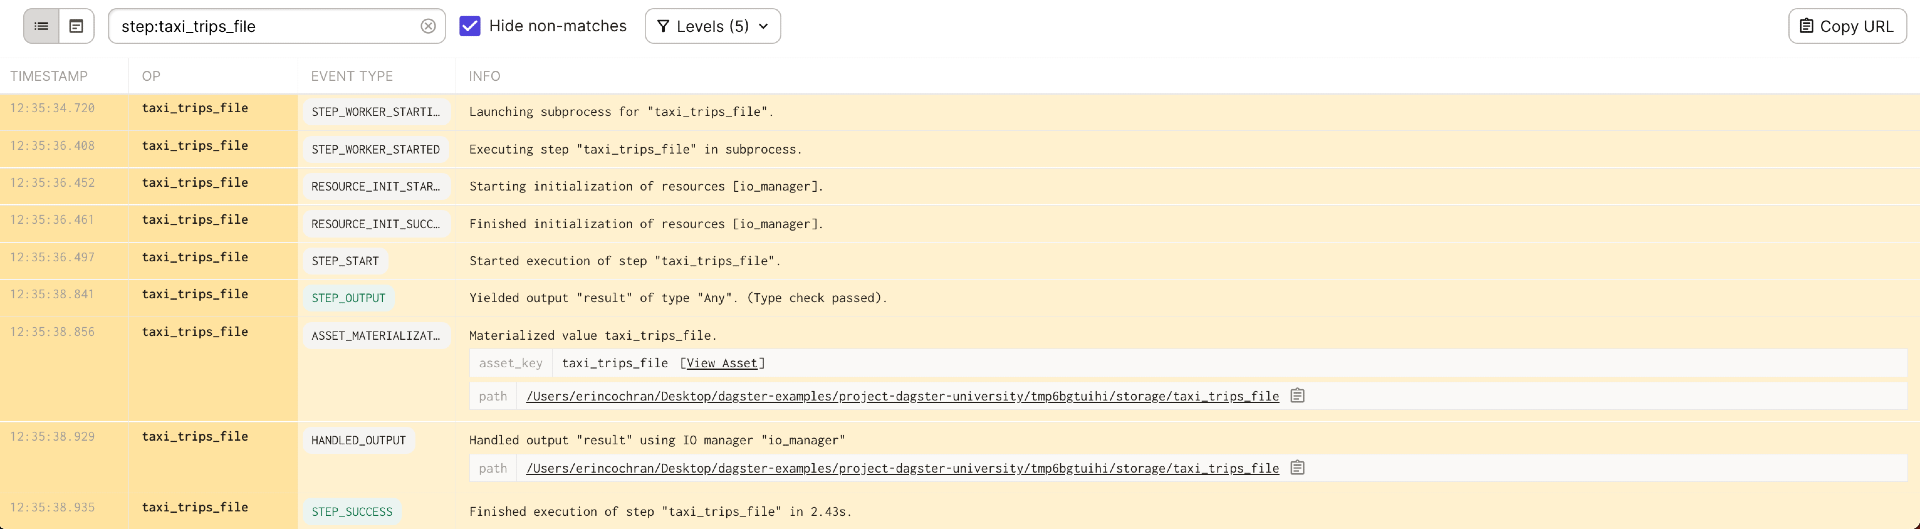 step:taxi_trips_file
Hide non-matches
Levels (5)
Copy URL
TIMESTAMP OP EVENT TYPE INFO
12:35:34.720 taxi_trips_file STEP_WORKER_STARTI… Launching subprocess for "taxi_trips_file".
12:35:36.408 taxi_trips_file STEP_WORKER_STARTED Executing step "taxi_trips_file" in subprocess.
12:35:36.452 taxi_trips_file RESOURCE_INIT_STAR… Starting initialization of resources [io_manager].
12:35:36.461 taxi_trips_file RESOURCE_INIT_SUCC… Finished initialization of resources [io_manager].
12:35:36.497 taxi_trips_file STEP_START Started execution of step "taxi_trips_file".
12:35:38.841 taxi_trips_file STEP_OUTPUT Yielded output "result" of type "Any". (Type check passed).
12:35:38.856 taxi_trips_file ASSET_MATERIALIZAT… Materialized value taxi_trips_file.
asset_key taxi_trips_file [View Asset]
path /Users/erincochran/Desktop/dagster-examples/project-dagster-university/tmp6bgtuihi/storage/taxi_trips_file
12:35:38.929 taxi_trips_file HANDLED_OUTPUT Handled output "result" using IO manager "io_manager"
path /Users/erincochran/Desktop/dagster-examples/project-dagster-university/tmp6bgtuihi/storage/taxi_trips_file
12:35:38.935 taxi_trips_file STEP_SUCCESS Finished execution of step "taxi_trips_file" in 2.43s.